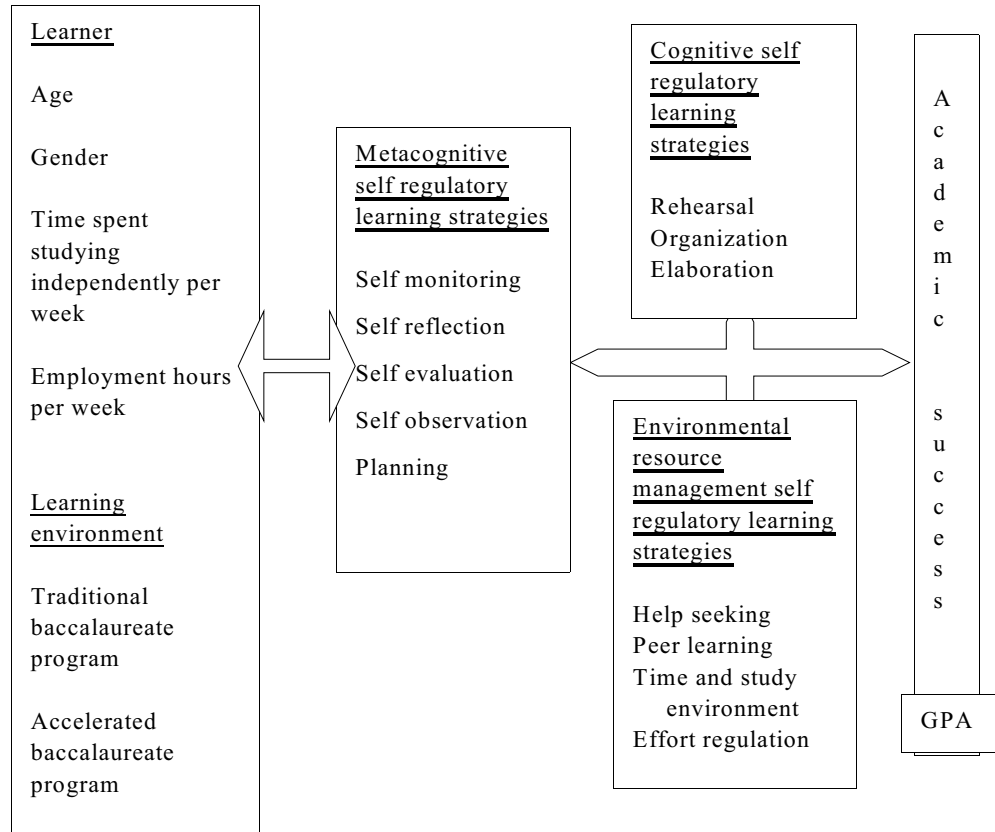 Learner
Age
Gender
Time spent
studying
independently per
week
Employment hours
per week
Learning
environment
Traditional
baccalaureate
program
Accelerated
baccalaureate
program
Metacognitive
self regulatory
learning strategies
Self monitoring
Self reflection
Self evaluation
Self observation
Planning
Cognitive self
regulatory
learning
strategies
Rehearsal
Organization
Elaboration
Environmental
resource
management self
regulatory learning
strategies
Help seeking
Peer learning
Time and study
environment
Effort regulation
Academic success
GPA